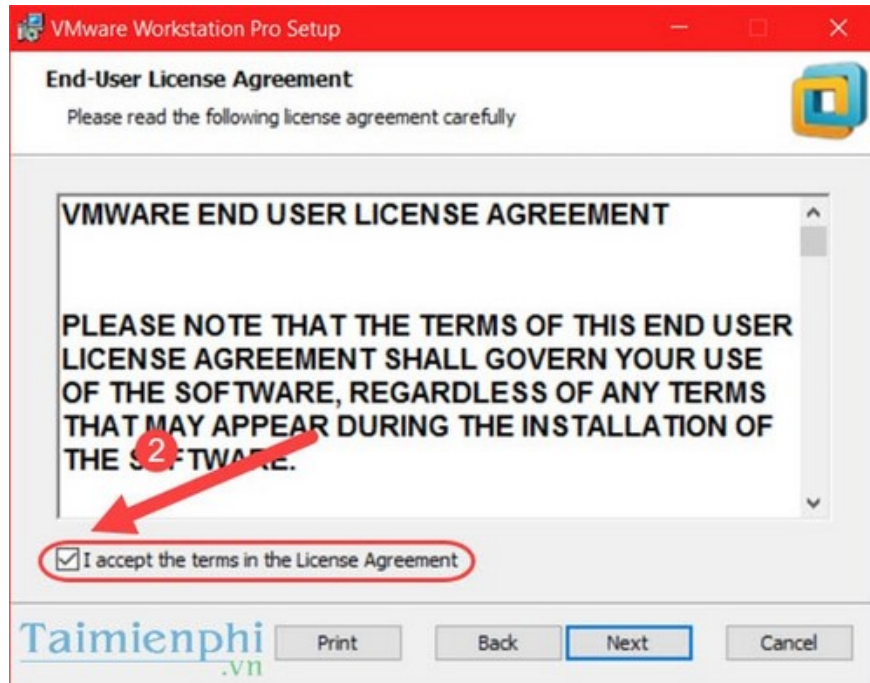 VMware Workstation Pro Setup
End-User License Agreement
Please read the following license agreement carefully
VMWARE END USER LICENSE AGREEMENT
PLEASE NOTE THAT THE TERMS OF THIS END USER
LICENSE AGREEMENT SHALL GOVERN YOUR USE
OF THE SOFTWARE, REGARDLESS OF ANY TERMS
THAT MAY APPEAR DURING THE INSTALLATION OF
THE SOFTWARE.
2
I accept the terms in the License Agreement
Taimienphi
.vn
Print Back Next Cancel